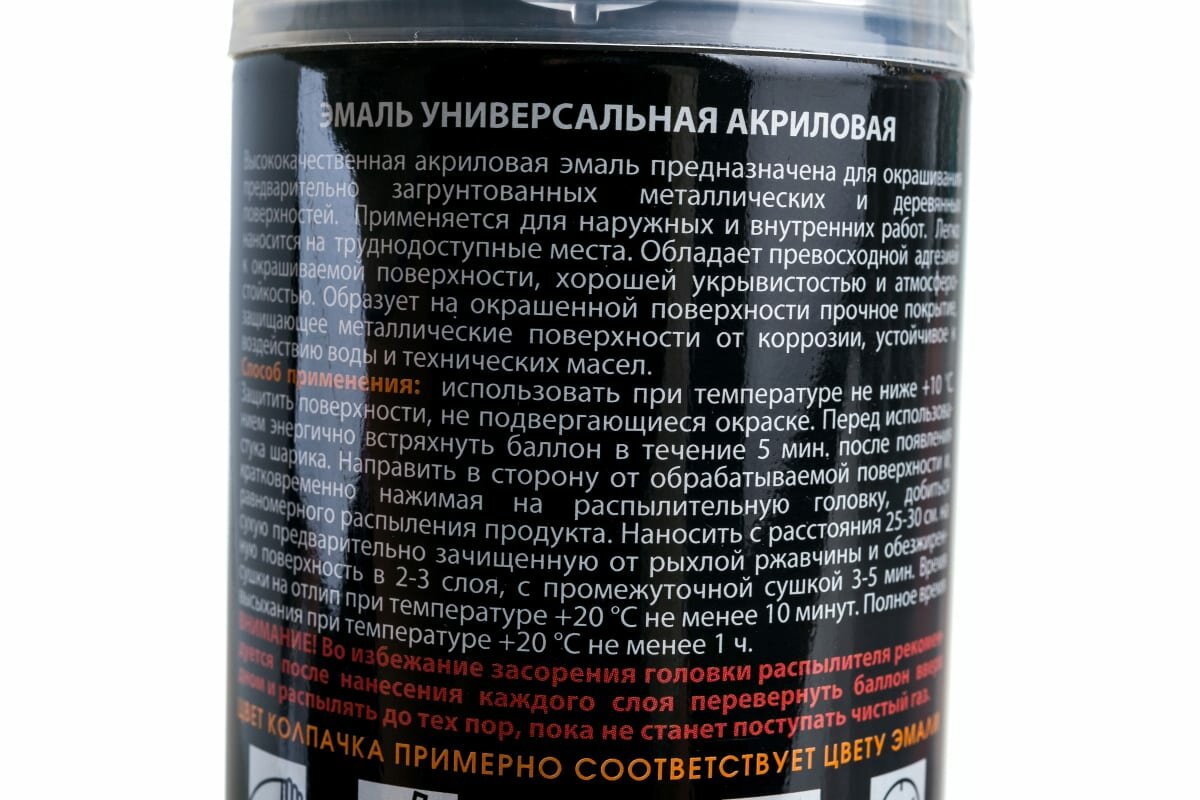 ЭМАЛЬ УНИВЕРСАЛЬНАЯ АКРИЛОВАЯ
Высококачественная акриловая эмаль предназначена для окрашивания
предварительно загрунтованных металлических и деревянных
поверхностей. Применяется для наружных и внутренних работ. Легко
наносится на труднодоступные места. Обладает превосходной адгезией
к окрашиваемой поверхности, хорошей укрывистостью и атмосферо-
стойкостью. Образует на окрашенной поверхности прочное покрытие,
защищающее металлические поверхности от коррозии, устойчивое к
воздействию воды и технических масел.
Способ применения: использовать при температуре не ниже +10 °С.
Защитить поверхности, не подвергающиеся окраске. Перед использова-
нием энергично встряхнуть баллон в течение 5 мин. после появления
стука шарика. Направить в сторону от обрабатываемой поверхности и,
кратковременно нажимая на распылительную головку, добиться
равномерного распыления продукта. Наносить с расстояния 25-30 см. на
сухую предварительно зачищенную от рыхлой ржавчины и обезжирен-
ную поверхность в 2-3 слоя, с промежуточной сушкой 3-5 мин. Время
сушки на отлип при температуре +20 °С не менее 10 минут. Полное время
высыхания при температуре +20 °С не менее 1 ч.
ВНИМАНИЕ! Во избежание засорения головки распылителя рекомен-
дуется после нанесения каждого слоя перевернуть баллон вверх
дном и распылять до тех пор, пока не станет поступать чистый газ.
ЦВЕТ КОЛПАЧКА ПРИМЕРНО СООТВЕТСТВУЕТ ЦВЕТУ ЭМАЛИ